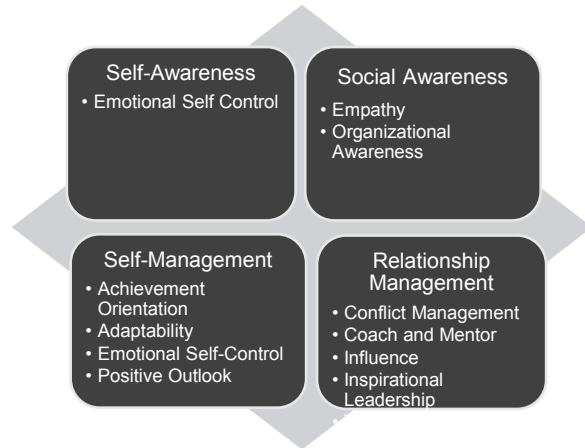 Self-Awareness
• Emotional Self Control
Social Awareness
• Empathy
• Organizational
Awareness
Self-Management
• Achievement
Orientation
• Adaptability
• Emotional Self-Control
• Positive Outlook
Relationship
Management
• Conflict Management
• Coach and Mentor
• Influence
• Inspirational
Leadership